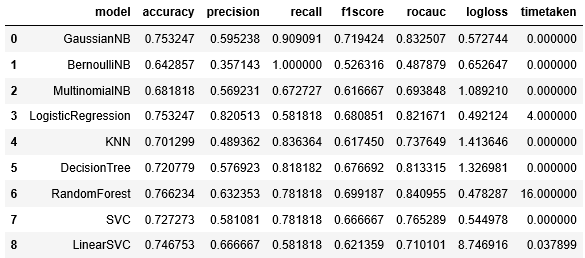 model accuracy precision recall f1score rocauc logloss timetaken
0 GaussianNB 0.753247 0.595238 0.909091 0.719424 0.832507 0.572744 0.000000
1 BernoulliNB 0.642857 0.357143 1.000000 0.526316 0.487879 0.652647 0.000000
2 MultinomialNB 0.681818 0.569231 0.672727 0.616667 0.693848 1.089210 0.000000
3 LogisticRegression 0.753247 0.820513 0.581818 0.680851 0.821671 0.492124 4.000000
4 KNN 0.701299 0.489362 0.836364 0.617450 0.737649 1.413646 0.000000
5 DecisionTree 0.720779 0.576923 0.818182 0.676692 0.813315 1.326981 0.000000
6 RandomForest 0.766234 0.632353 0.781818 0.699187 0.840955 0.478287 16.000000
7 SVC 0.727273 0.581081 0.781818 0.666667 0.765289 0.544978 0.000000
8 LinearSVC 0.746753 0.666667 0.581818 0.621359 0.710101 8.746916 0.037899